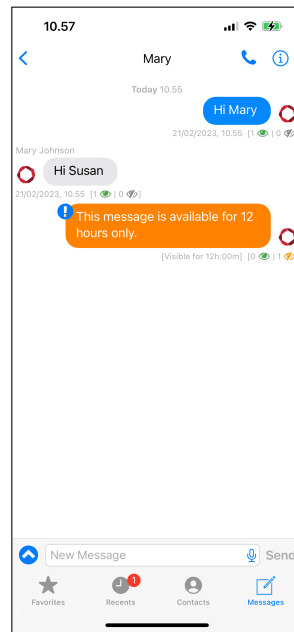 10.57
Mary
Today 10.55
Hi Mary
21/02/2023, 10.55 [1 | 0 ]
Mary Johnson
Hi Susan
21/02/2023, 10.55 [1 | 0 ]
!
This message is available for 12
hours only.
[Visible for 12h:00m] [0 | 1 ]
New Message
Send
1
Favorites
Recents
Contacts
Messages